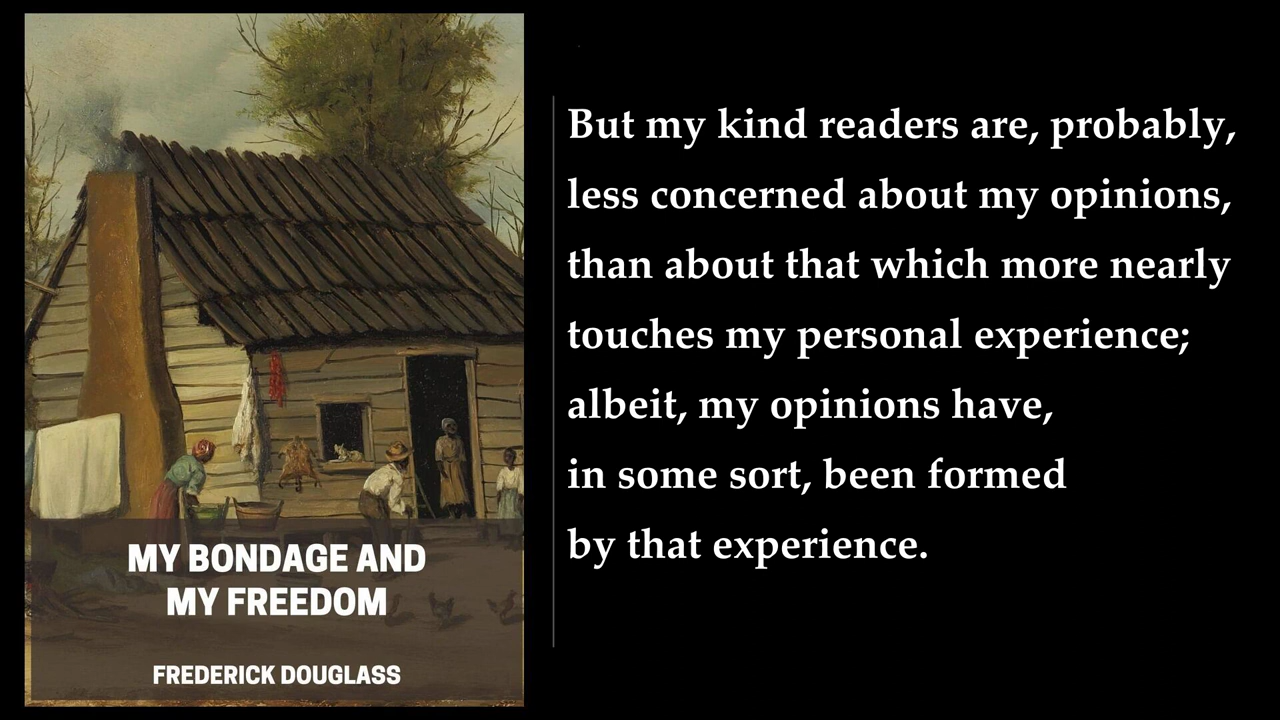 MY BONDAGE AND
MY FREEDOM
FREDERICK DOUGLASS
But my kind readers are, probably,
less concerned about my opinions,
than about that which more nearly
touches my personal experience;
albeit, my opinions have,
in some sort, been formed
by that experience.